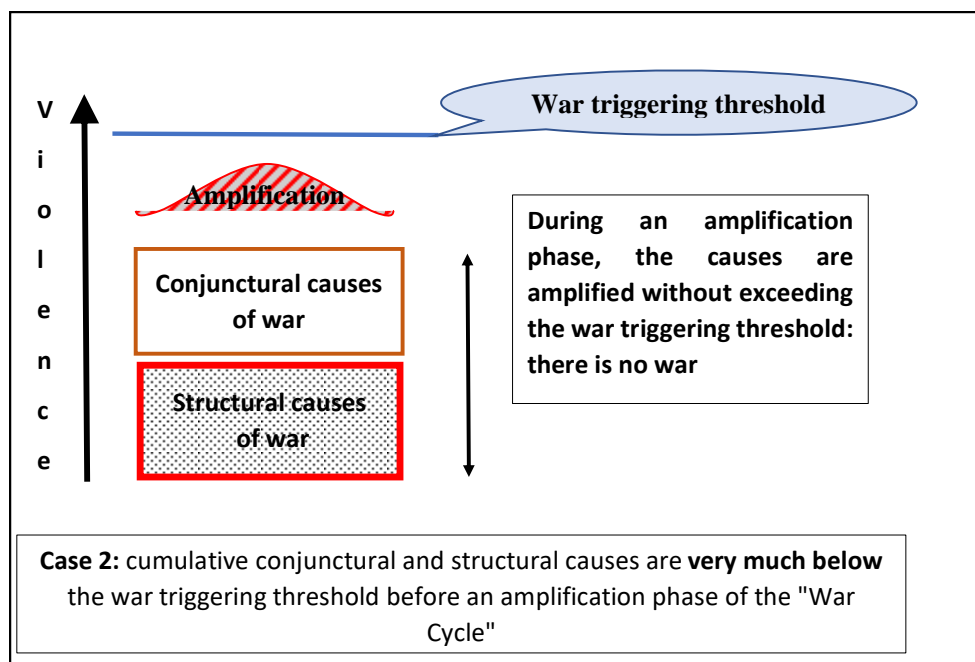 Violence
War triggering threshold
Amplification
Conjunctural causes
of war
Structural causes
of war
During an amplification
phase, the causes are
amplified without exceeding
the war triggering threshold:
there is no war
Case 2: cumulative conjunctural and structural causes are very much below
the war triggering threshold before an amplification phase of the "War
Cycle"